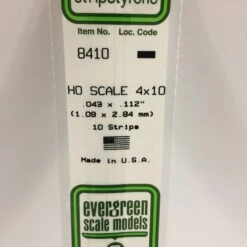 stripstyrene
Item No. Loc. Code
8410
HO SCALE 4x10
.043 x .112"
(1.09 x 2.84 mm)
10 Strips
Made in U.S.A.
evergreen
scale models